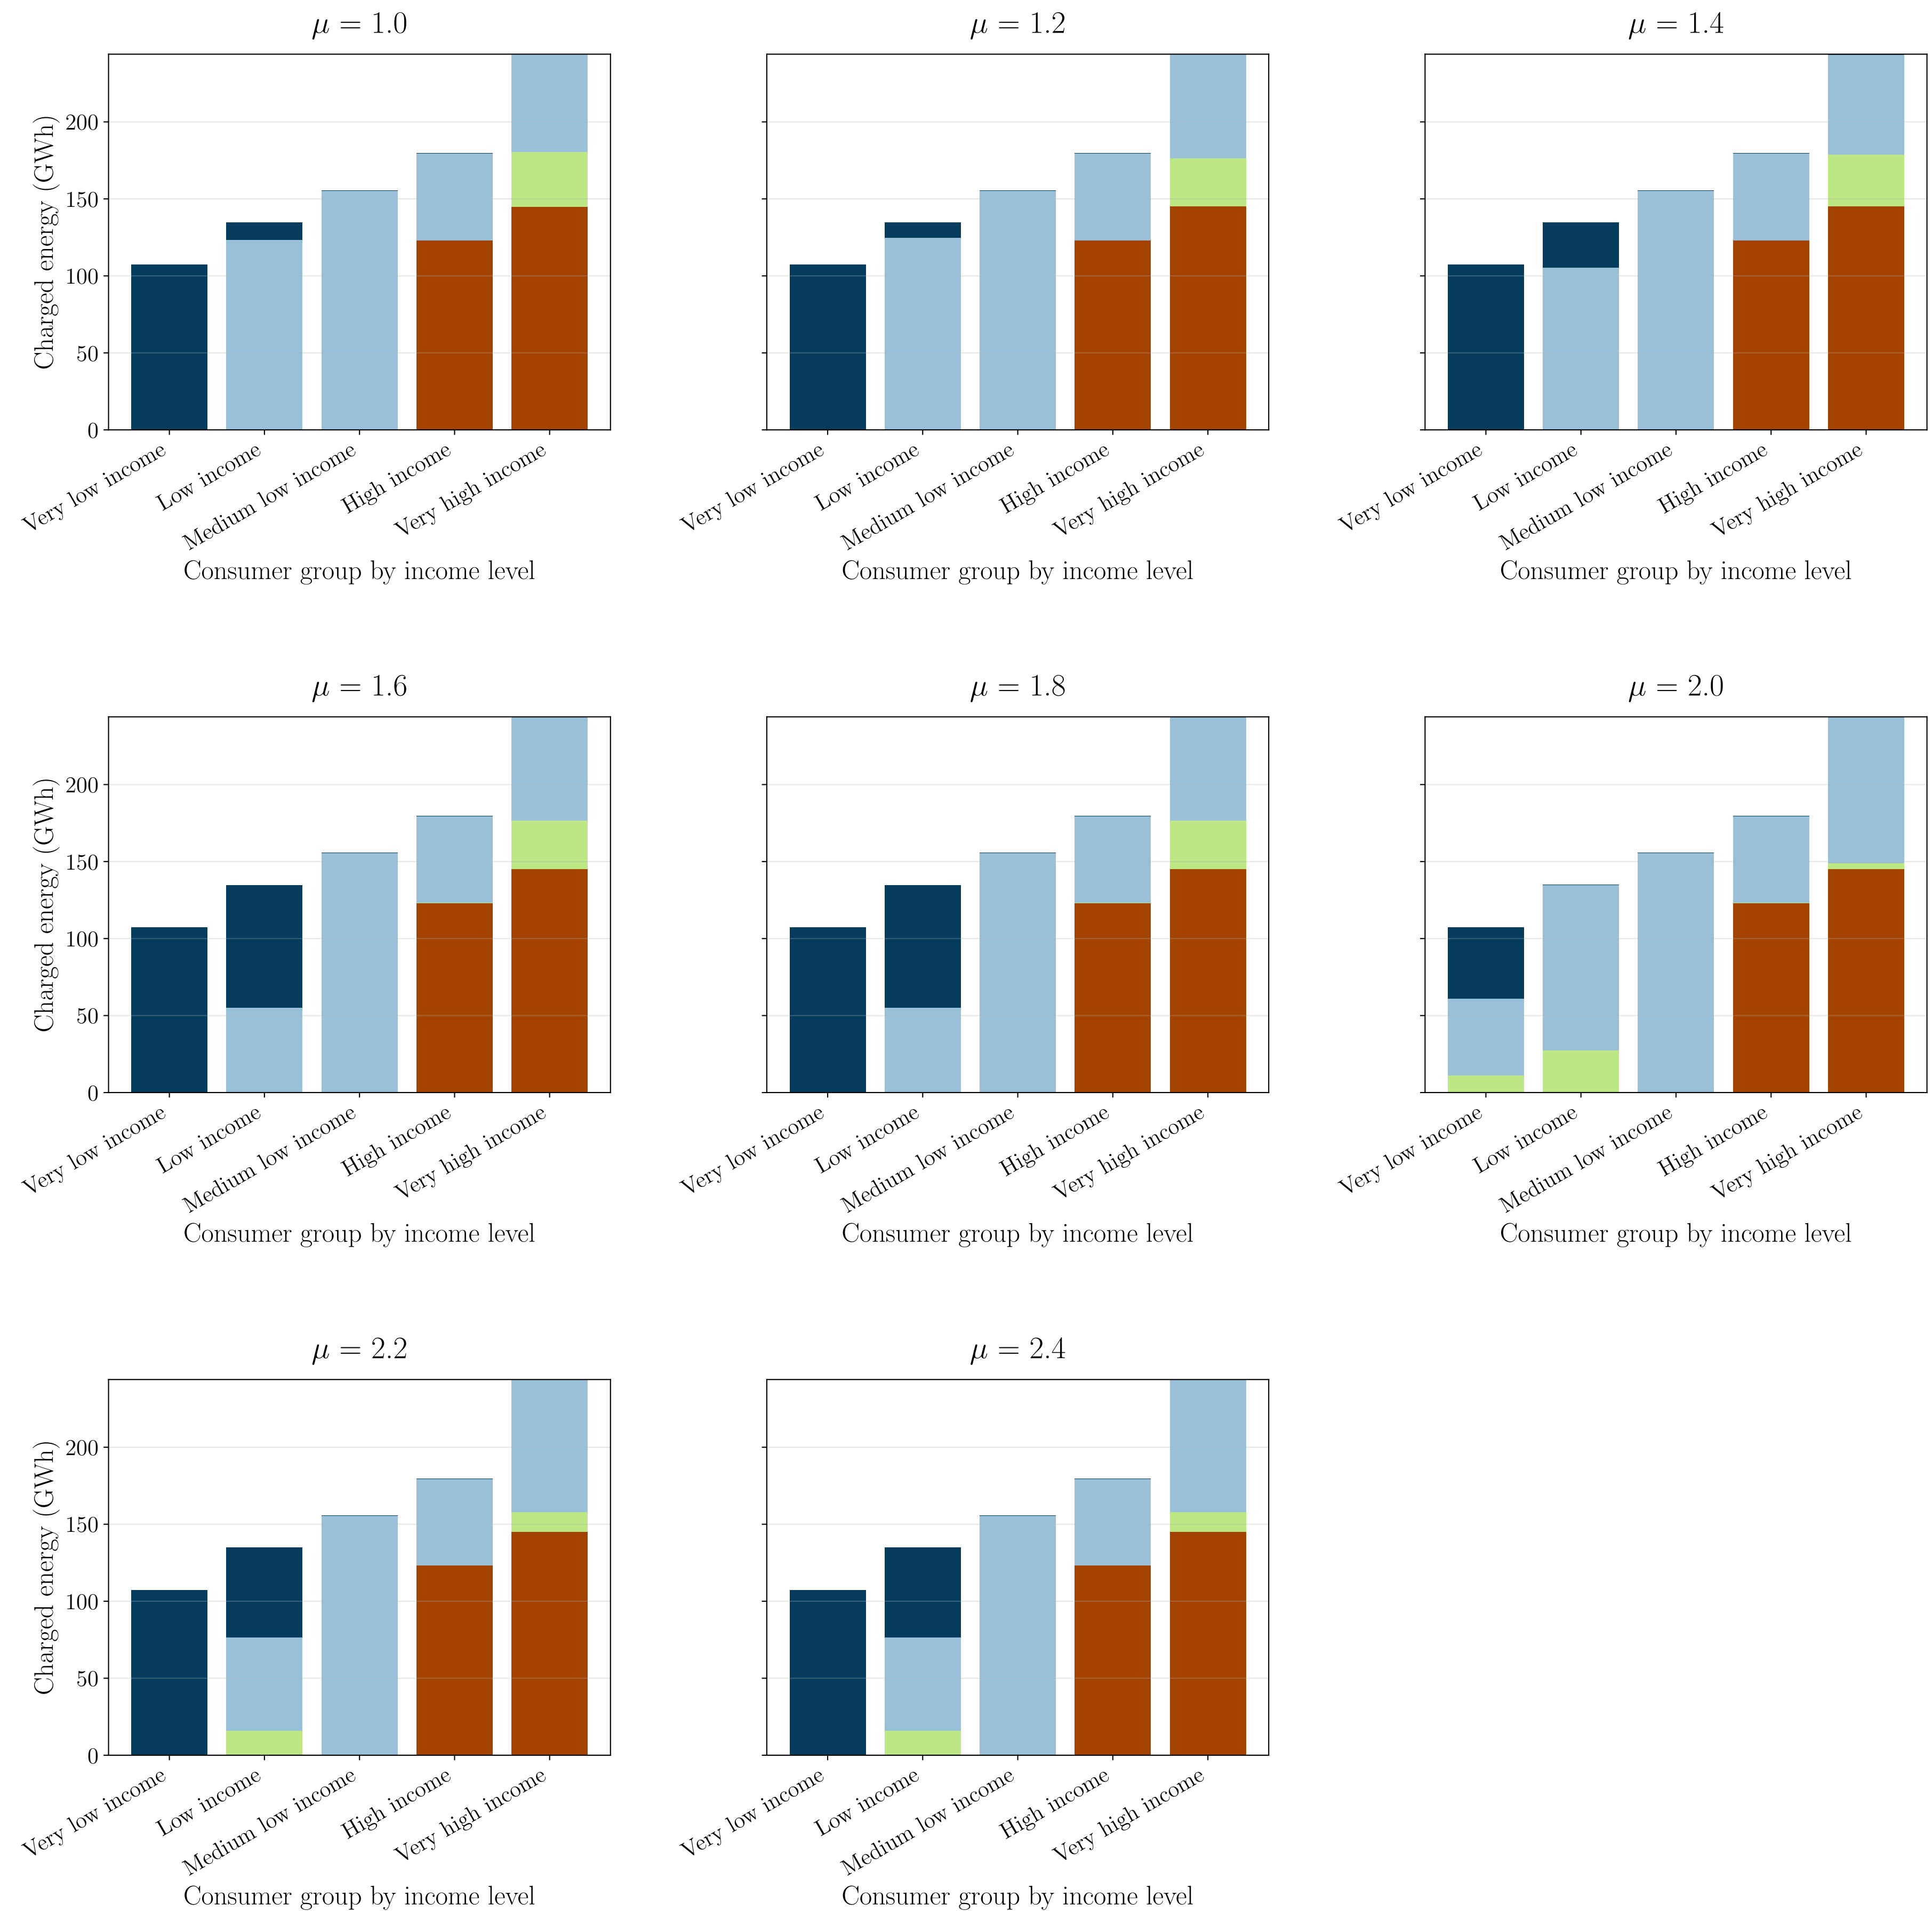 μ = 1.0
μ = 1.2
μ = 1.4
Charged energy (GWh)
200
150
100
50
0
Very low income
Low income
Medium low income
High income
Very high income
Consumer group by income level
Very low income
Low income
Medium low income
High income
Very high income
Consumer group by income level
Very low income
Low income
Medium low income
High income
Very high income
Consumer group by income level
μ = 1.6
μ = 1.8
μ = 2.0
Charged energy (GWh)
200
150
100
50
0
Very low income
Low income
Medium low income
High income
Very high income
Consumer group by income level
Very low income
Low income
Medium low income
High income
Very high income
Consumer group by income level
Very low income
Low income
Medium low income
High income
Very high income
Consumer group by income level
μ = 2.2
μ = 2.4
Charged energy (GWh)
200
150
100
50
0
Very low income
Low income
Medium low income
High income
Very high income
Consumer group by income level
Very low income
Low income
Medium low income
High income
Very high income
Consumer group by income level